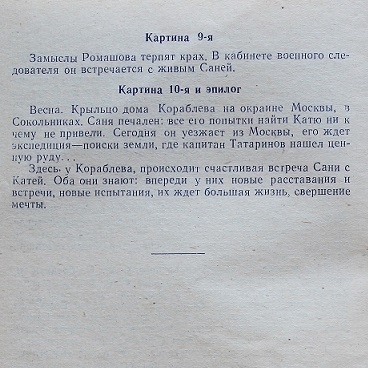 Картина 9-я
Замыслы Ромашова терпят крах. В кабинете военного сле-
дователя он встречается с живым Саней.
Картина 10-я и эпилог
Весна. Крыльцо дома Кораблева на окраине Москвы, в
Сокольниках. Саня печален: все его попытки найти Катю ни к
чему не привели. Сегодня он уезжает из Москвы, его ждет
экспедиция—поиски земли, где капитан Татаринов нашел цен-
ную руду...
Здесь у Кораблева, происходит счастливая встреча Сани с
Катей. Оба они знают: впереди у них новые расставания и
встречи, новые испытания, их ждет большая жизнь, свершение
мечты.